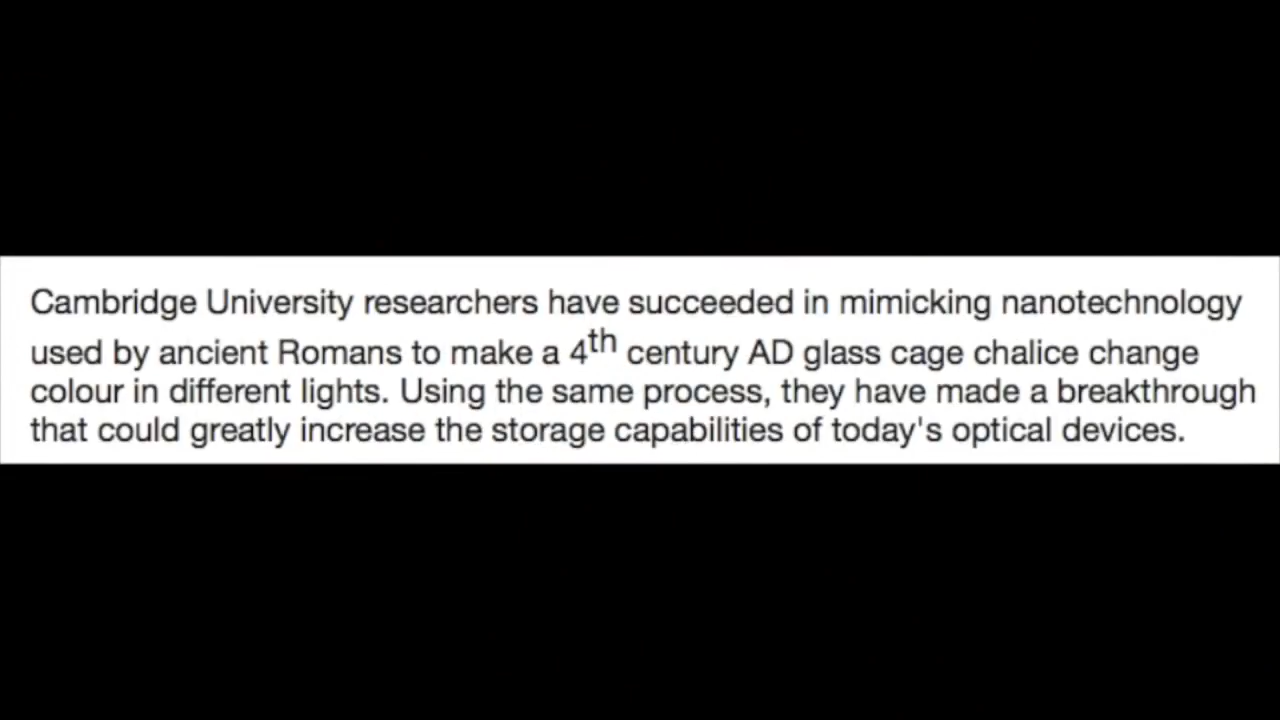 Cambridge University researchers have succeeded in mimicking nanotechnology
used by ancient Romans to make a 4th century AD glass cage chalice change
colour in different lights. Using the same process, they have made a breakthrough
that could greatly increase the storage capabilities of today's optical devices.